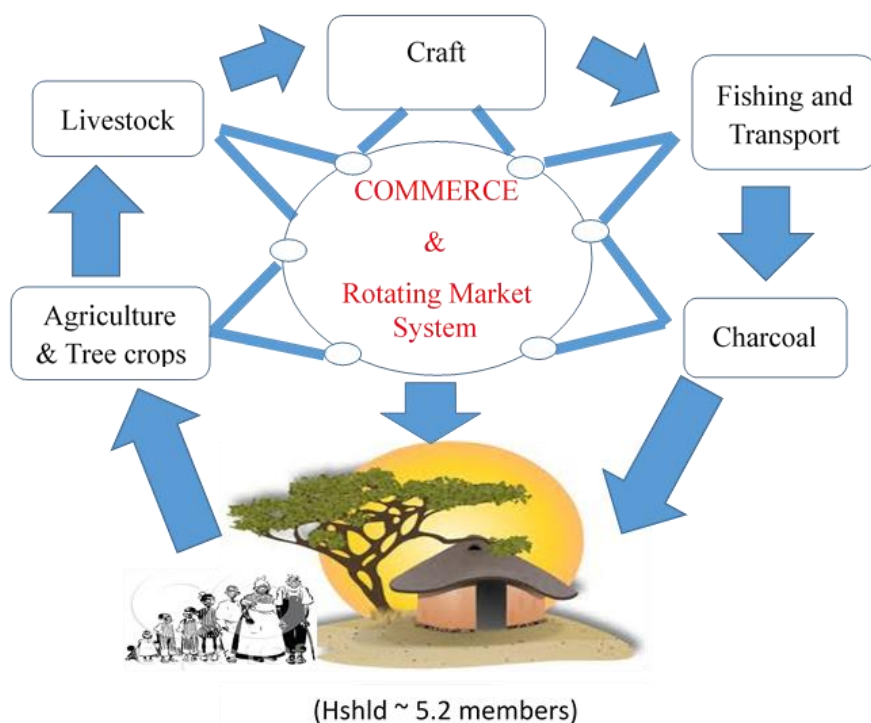 Craft
Livestock
Fishing and
Transport
COMMERCE
&
Rotating Market
System
Agriculture
& Tree crops
Charcoal
(Hshld ~ 5.2 members)